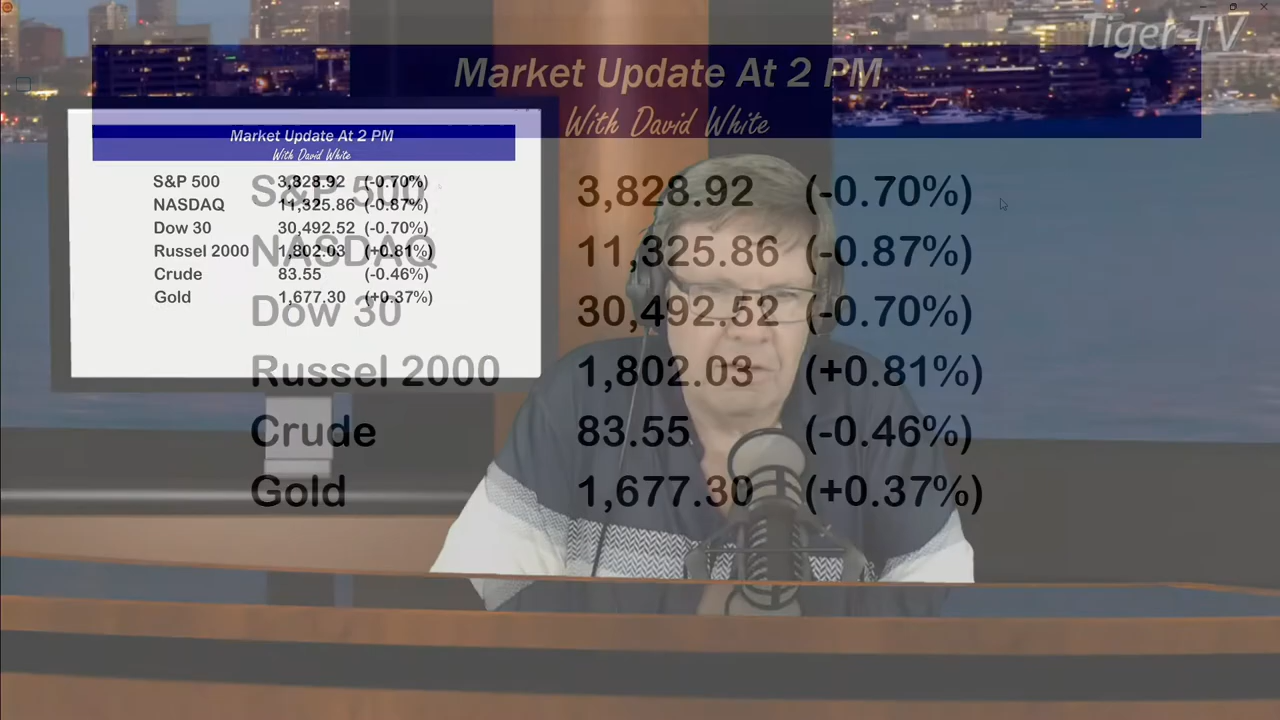 Tiger-TV
Market Update At 2 PM
With David White
S&P 500 3,828.92 (-0.70%)
NASDAQ 11,325.86 (-0.87%)
Dow 30 30,492.52 (-0.70%)
Russel 2000 1,802.03 (+0.81%)
Crude 83.55 (-0.46%)
Gold 1,677.30 (+0.37%)
Market Update At 2 PM
With David White
S&P 500 3,828.92 (-0.70%)
NASDAQ 11,325.86 (-0.87%)
Dow 30 30,492.52 (-0.70%)
Russel 2000 1,802.03 (+0.81%)
Crude 83.55 (-0.46%)
Gold 1,677.30 (+0.37%)